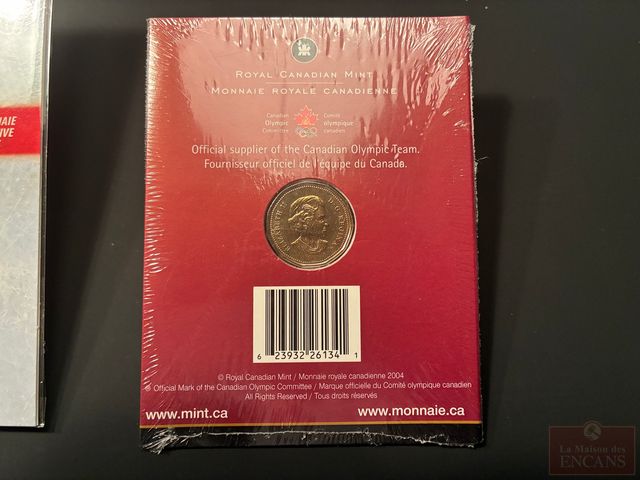 NAIE
IVE
ROYAL CANADIAN MINT
MONNAIE ROYALE CANADIENNE
Canadian Olympic Committee
Comité olympique canadien
Official supplier of the Canadian Olympic Team.
Fournisseur officiel de l'équipe du Canada.
ELIZABETH II D·G·REGINA
6 23932 26134 1
© Royal Canadian Mint / Monnaie royale canadienne 2004
® Official Mark of the Canadian Olympic Committee / Marque officielle du Comité olympique canadien
All Rights Reserved / Tous droits réservés
www.mint.ca www.monnaie.ca
La Maison des
ENCANS